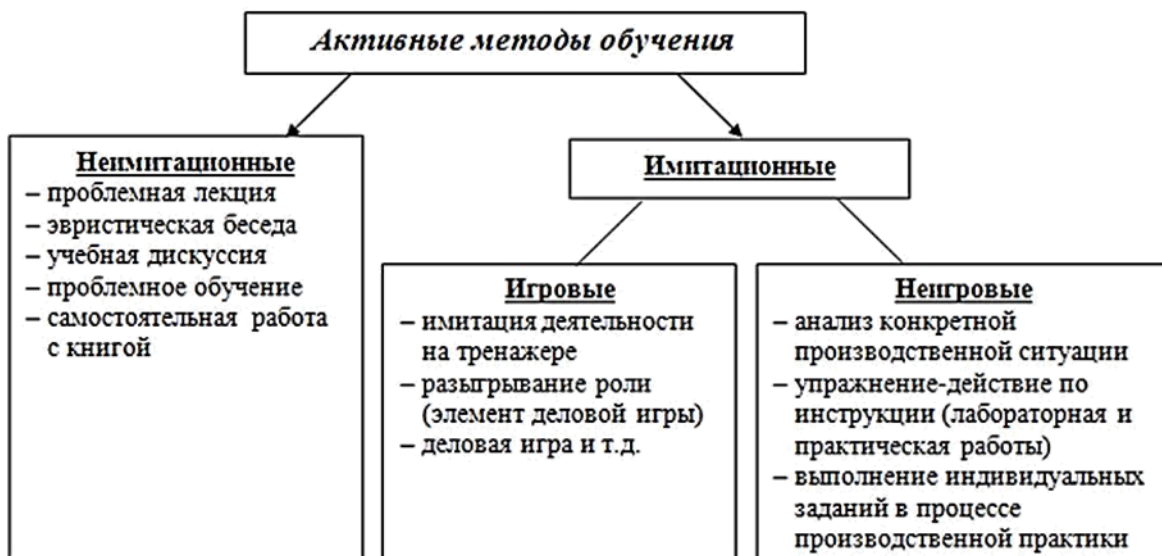 Активные методы обучения
Неимитационные
– проблемная лекция
– эвристическая беседа
– учебная дискуссия
– проблемное обучение
– самостоятельная работа
с книгой
Имитационные
Игровые
– имитация деятельности
на тренажере
– разыгрывание роли
(элемент деловой игры)
– деловая игра и т.д.
Неигровые
– анализ конкретной
производственной ситуации
– упражнение-действие по
инструкции (лабораторная и
практическая работы)
– выполнение индивидуальных
заданий в процессе
производственной практики